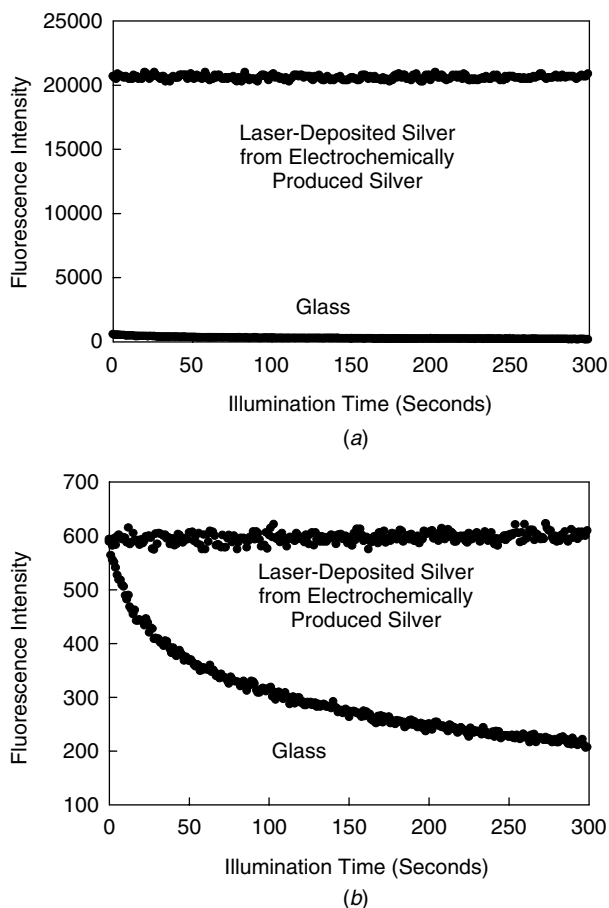 25000
20000
15000
10000
5000
0
Fluorescence Intensity
Laser-Deposited Silver
from Electrochemically
Produced Silver
Glass
0 50 100 150 200 250 300
Illumination Time (Seconds)
(a)
700
600
500
400
300
200
100
Fluorescence Intensity
Laser-Deposited Silver
from Electrochemically
Produced Silver
Glass
0 50 100 150 200 250 300
Illumination Time (Seconds)
(b)